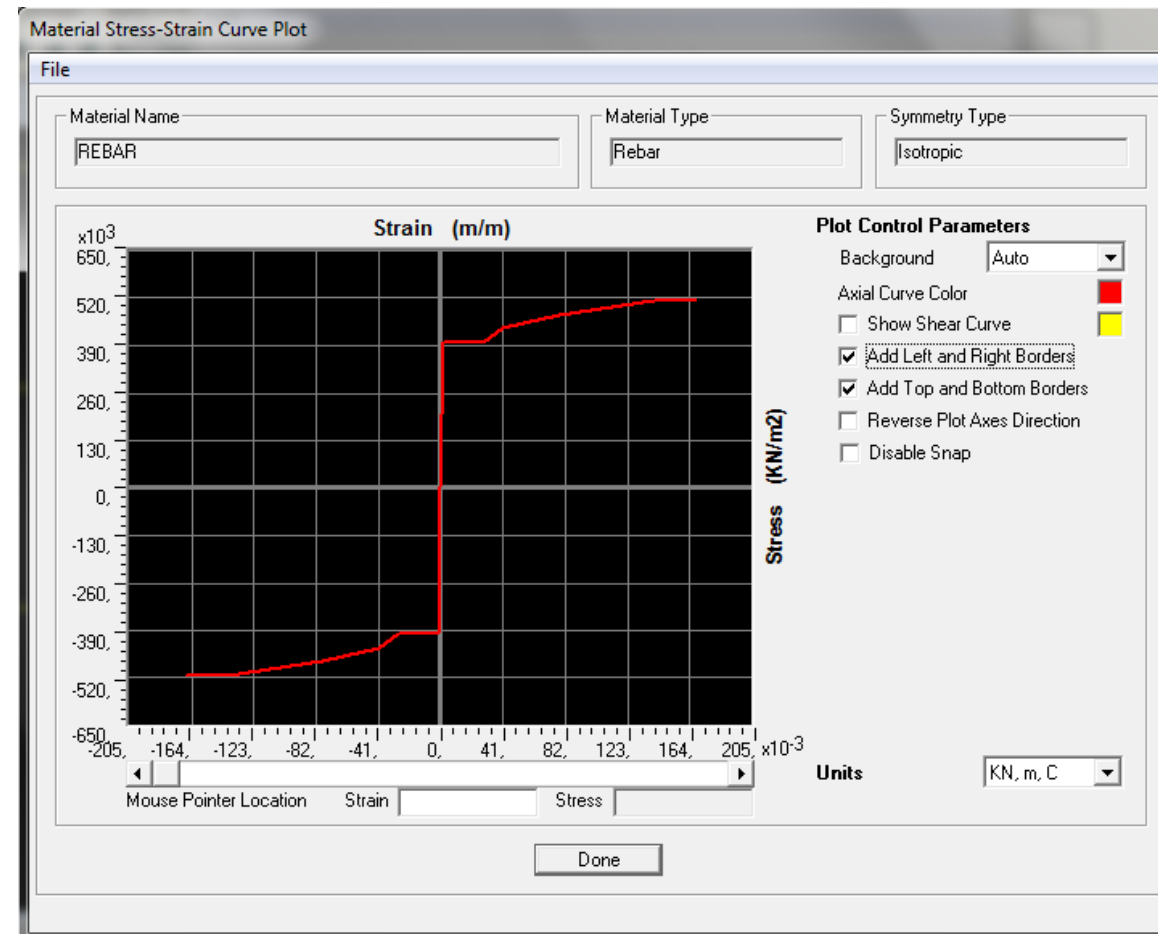 Material Stress-Strain Curve Plot
File
Material Name
REBAR
Material Type
Rebar
Symmetry Type
Isotropic
Strain (m/m)
x10³
650,
520,
390,
260,
130,
0,
-130,
-260,
-390,
-520,
-650,
-205, -164, -123, -82, -41, 0, 41, 82, 123, 164, 205, x10⁻³
Stress (KN/m2)
Mouse Pointer Location Strain Stress
Plot Control Parameters
Background Auto
Axial Curve Color
Show Shear Curve
Add Left and Right Borders
Add Top and Bottom Borders
Reverse Plot Axes Direction
Disable Snap
Units KN, m, C
Done